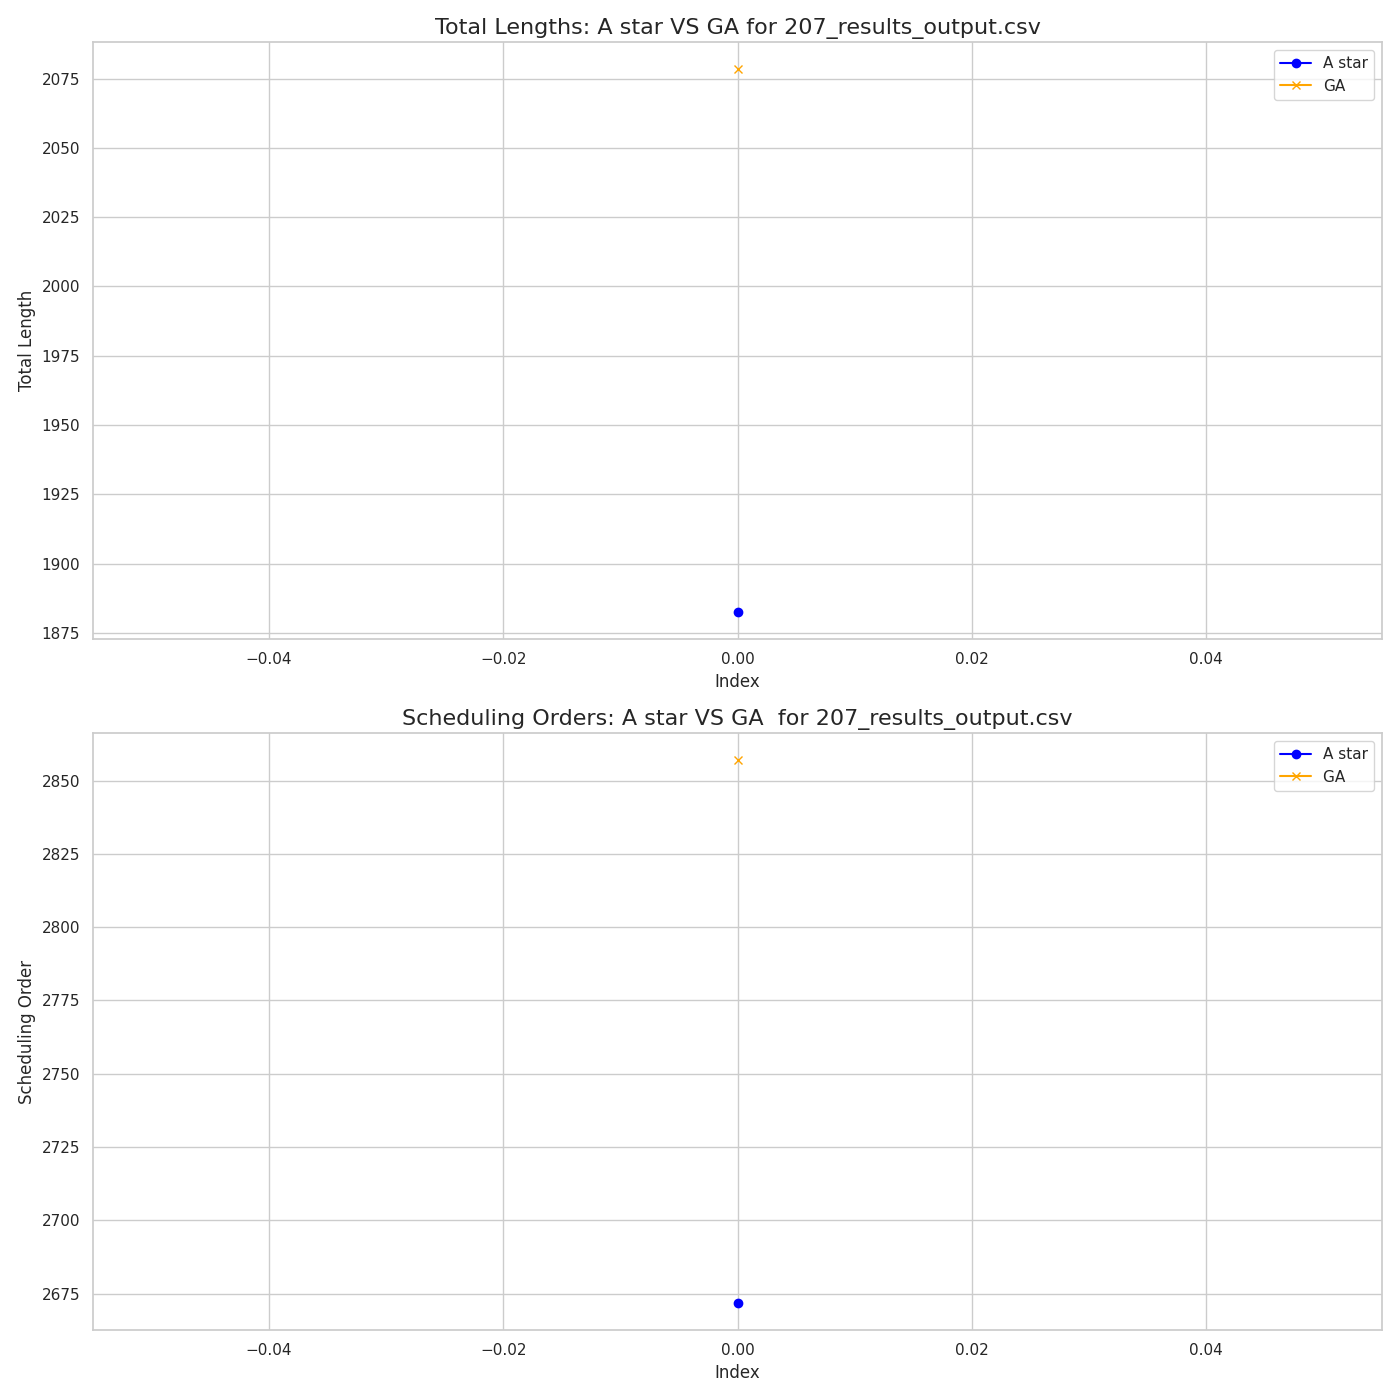 Total Lengths: A star VS GA for 207_results_output.csv
A star
GA
2075
2050
2025
2000
1975
1950
1925
1900
1875
Total Length
−0.04
−0.02
0.00
0.02
0.04
Index
Scheduling Orders: A star VS GA  for 207_results_output.csv
A star
GA
2850
2825
2800
2775
2750
2725
2700
2675
Scheduling Order
−0.04
−0.02
0.00
0.02
0.04
Index